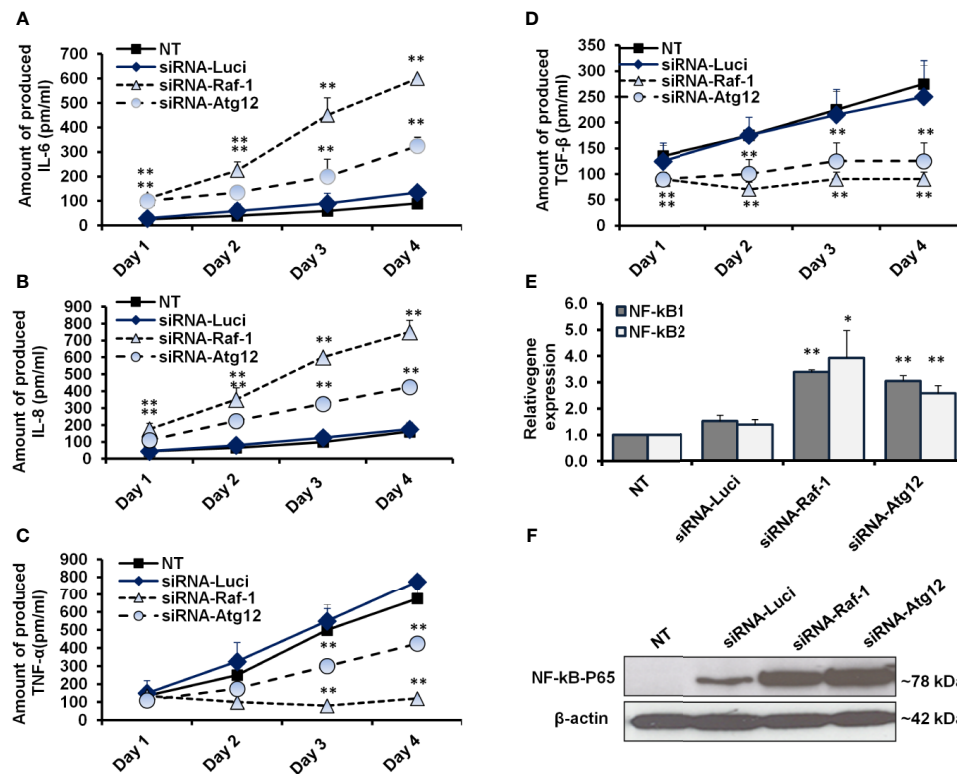 A
Amount of produced
IL-6 (pm/ml)
700
600
500
400
300
200
100
0
NT
siRNA-Luci
siRNA-Raf-1
siRNA-Atg12
**
**
**
**
**
**
**
**
Day 1
Day 2
Day 3
Day 4
B
Amount of produced
IL-8 (pm/ml)
900
800
700
600
500
400
300
200
100
0
NT
siRNA-Luci
siRNA-Raf-1
siRNA-Atg12
**
**
**
**
**
**
**
**
Day 1
Day 2
Day 3
Day 4
C
Amount of produced
TNF-α(pm/ml)
900
800
700
600
500
400
300
200
100
0
NT
siRNA-Luci
siRNA-Raf-1
siRNA-Atg12
**
**
**
**
Day 1
Day 2
Day 3
Day 4
D
Amount of produced
TGF-β (pm/ml)
350
300
250
200
150
100
50
0
NT
siRNA-Luci
siRNA-Raf-1
siRNA-Atg12
**
**
**
**
**
**
**
**
Day 1
Day 2
Day 3
Day 4
E
Relativegene
expression
6.0
5.0
4.0
3.0
2.0
1.0
0.0
NF-kB1
NF-kB2
**
*
**
**
NT
siRNA-Luci
siRNA-Raf-1
siRNA-Atg12
F
NT
siRNA-Luci
siRNA-Raf-1
siRNA-Atg12
NF-kB-P65
~78 kDa
β-actin
~42 kDa